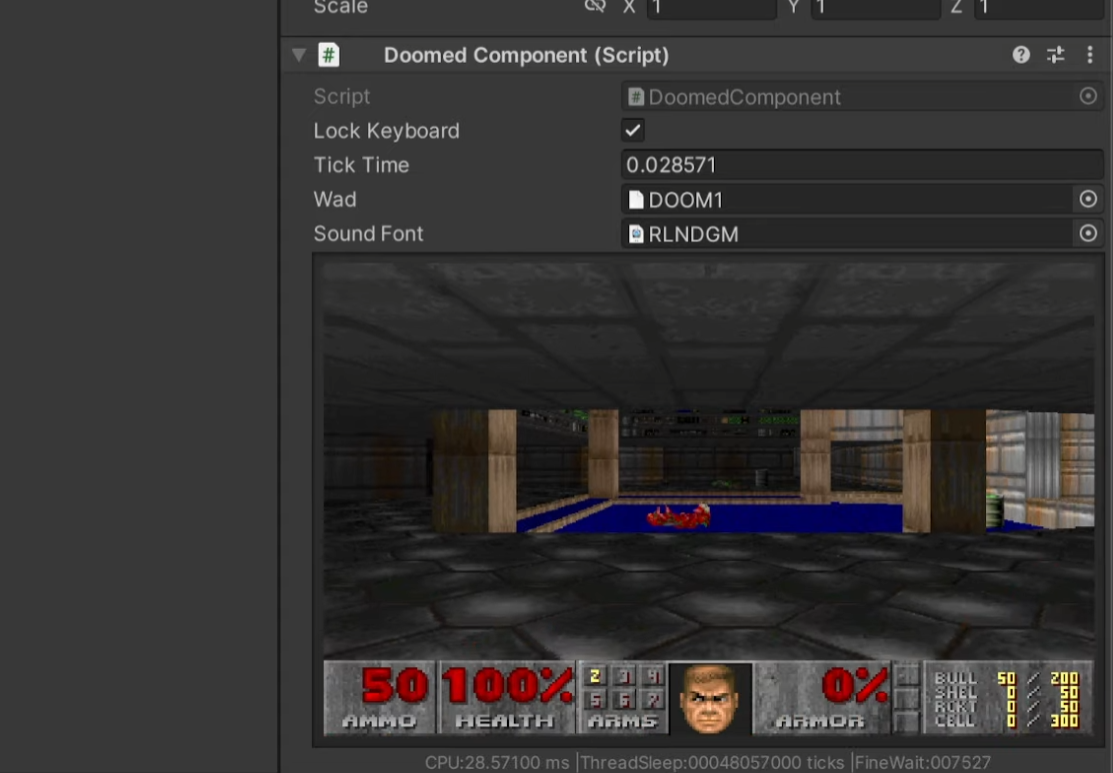 Scale X 1 Y 1 Z 1
# Doomed Component (Script)
Script # DoomedComponent
Lock Keyboard
Tick Time 0.028571
Wad DOOM1
Sound Font RLNDGM
50 100% 2 3 4 0% BULL 50 / 200
5 6 7 SHEL 0 / 50
RCKT 0 / 50
AMMO HEALTH ARMS ARMOR CELL 0 / 300
CPU:28.57100 ms |ThreadSleep:00048057000 ticks |FineWait:007527